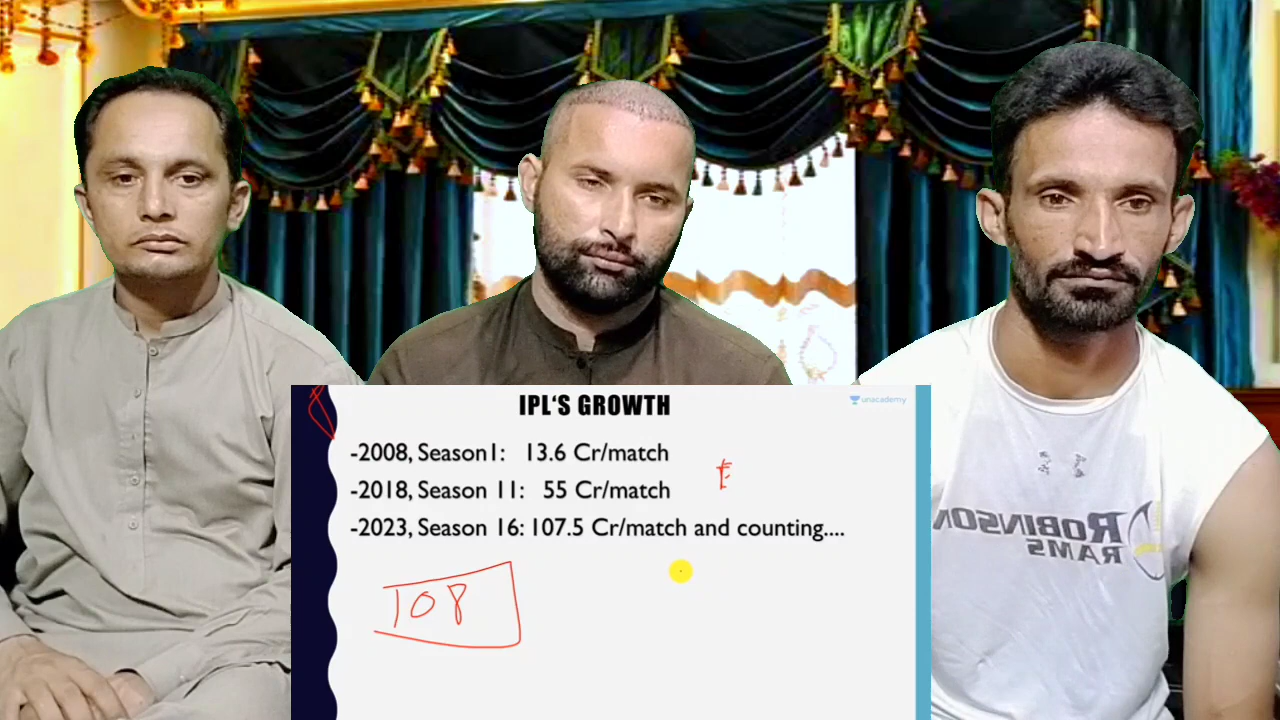 IPL'S GROWTH
unacademy
-2008, Season1: 13.6 Cr/match
-2018, Season 11: 55 Cr/match
-2023, Season 16: 107.5 Cr/match and counting....
108
ROBINSON
RAMS